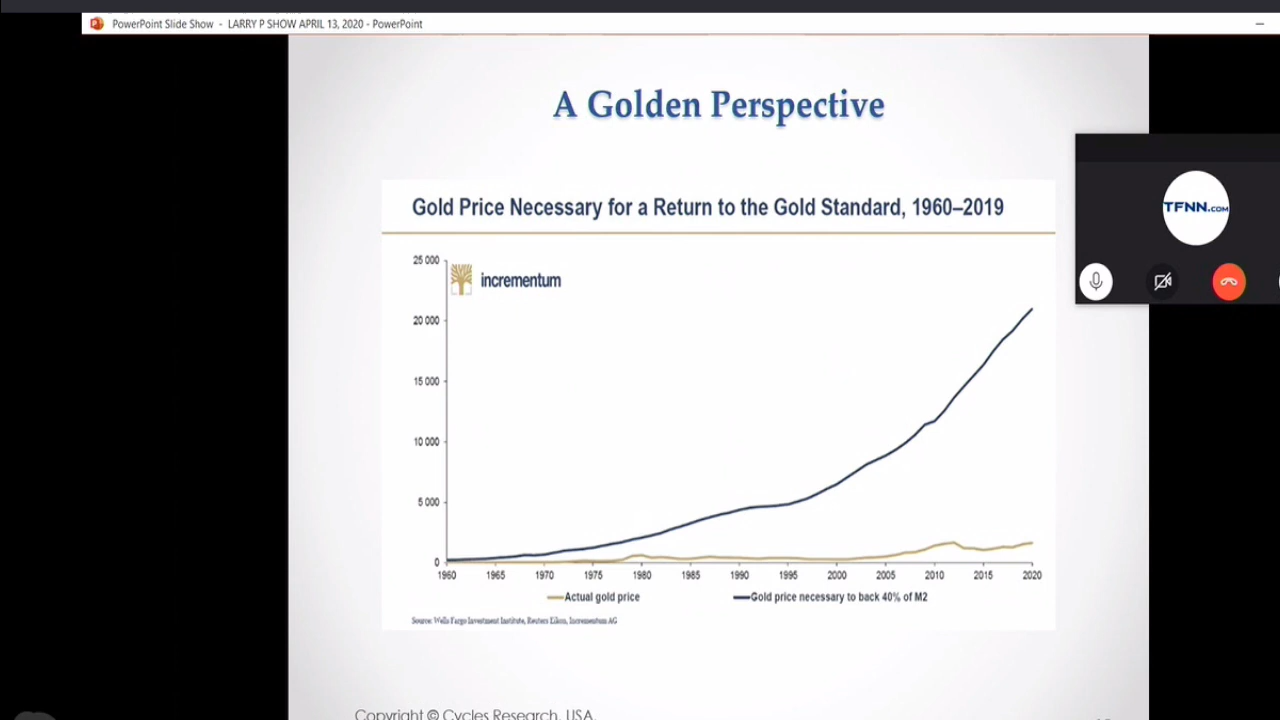 PowerPoint Slide Show - LARRY P SHOW APRIL 13, 2020 - PowerPoint
A Golden Perspective
TFNN.COM
Gold Price Necessary for a Return to the Gold Standard, 1960–2019
incrementum
25 000
20 000
15 000
10 000
5 000
0
1960 1965 1970 1975 1980 1985 1990 1995 2000 2005 2010 2015 2020
Actual gold price Gold price necessary to back 40% of M2
Source: Wells Fargo Investment Institute, Reuters Eikon, Incrementum AG
Copyright © Cycles Research, USA.